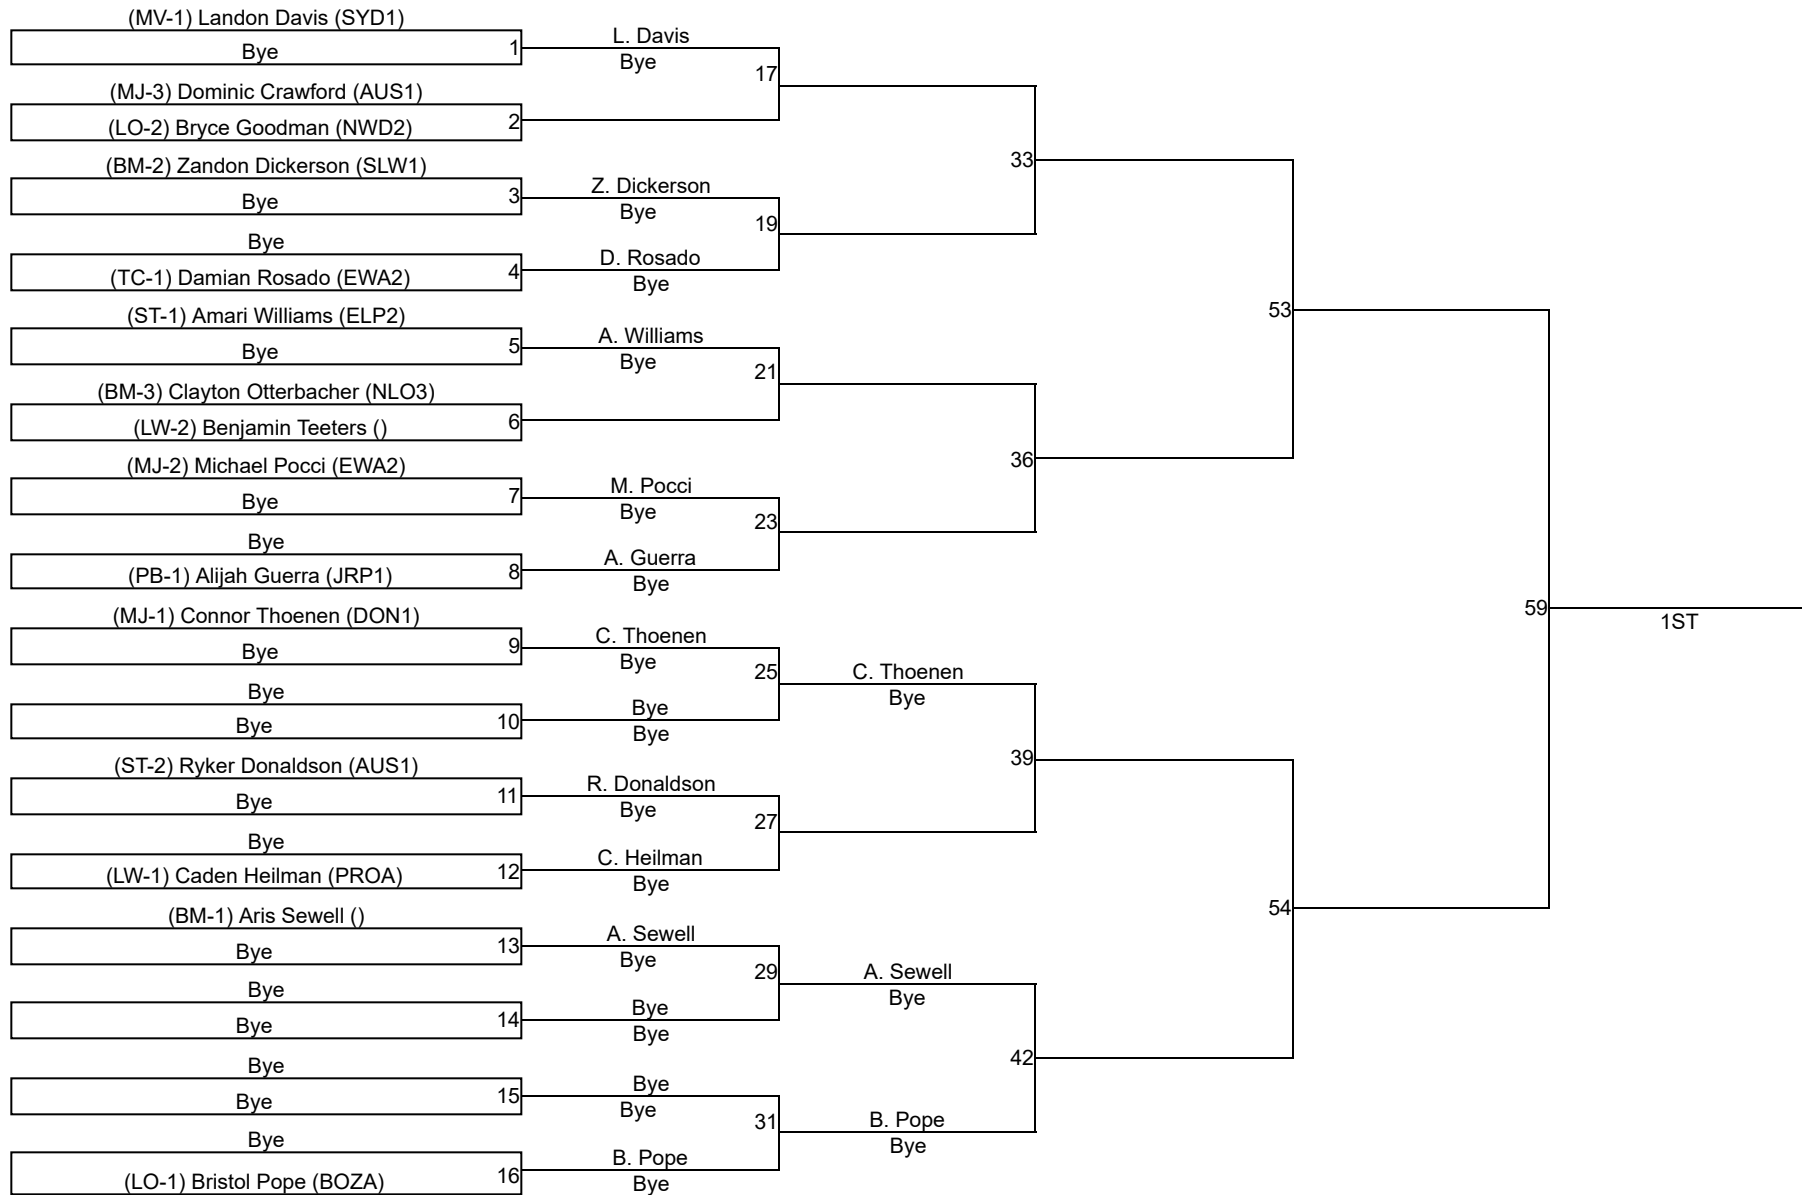 (MV-1) Landon Davis (SYD1)
Bye 1
(MJ-3) Dominic Crawford (AUS1)
(LO-2) Bryce Goodman (NWD2) 2
(BM-2) Zandon Dickerson (SLW1)
Bye 3
Bye
(TC-1) Damian Rosado (EWA2) 4
(ST-1) Amari Williams (ELP2)
Bye 5
(BM-3) Clayton Otterbacher (NLO3)
(LW-2) Benjamin Teeters () 6
(MJ-2) Michael Pocci (EWA2)
Bye 7
Bye
(PB-1) Alijah Guerra (JRP1) 8
(MJ-1) Connor Thoenen (DON1)
Bye 9
Bye
Bye 10
(ST-2) Ryker Donaldson (AUS1)
Bye 11
Bye
(LW-1) Caden Heilman (PROA) 12
(BM-1) Aris Sewell ()
Bye 13
Bye
Bye 14
Bye
Bye 15
Bye
(LO-1) Bristol Pope (BOZA) 16
L. Davis
Bye
17
Z. Dickerson
Bye
19
D. Rosado
Bye
A. Williams
Bye
21
M. Pocci
Bye
23
A. Guerra
Bye
C. Thoenen
Bye
25
Bye
Bye
R. Donaldson
Bye
27
C. Heilman
Bye
A. Sewell
Bye
29
Bye
Bye
Bye
Bye
31
B. Pope
Bye
33
36
C. Thoenen
Bye
39
A. Sewell
Bye
42
B. Pope
Bye
53
54
59
1ST